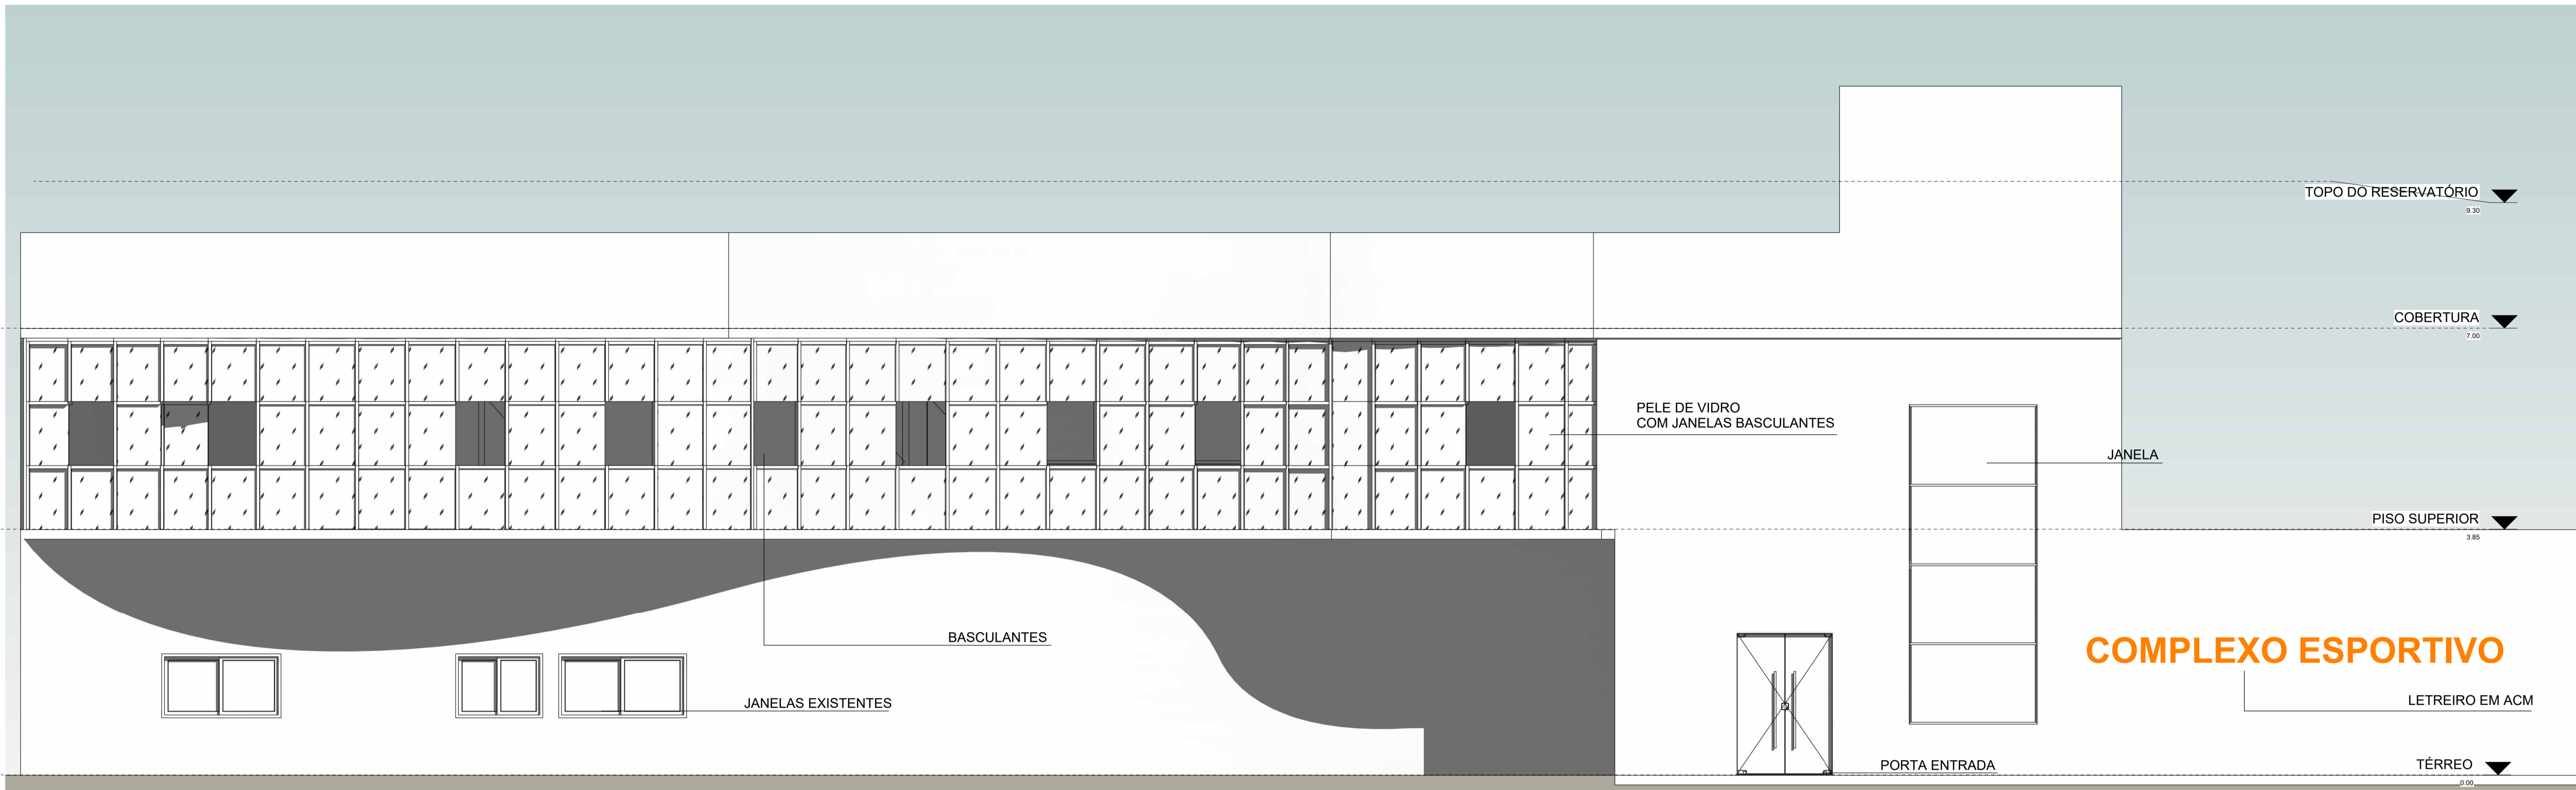 TOPO DO RESERVATÓRIO
9.30
COBERTURA
7.00
PELE DE VIDRO
COM JANELAS BASCULANTES
JANELA
PISO SUPERIOR
3.85
BASCULANTES
COMPLEXO ESPORTIVO
JANELAS EXISTENTES
LETREIRO EM ACM
PORTA ENTRADA
TÉRREO
0.00